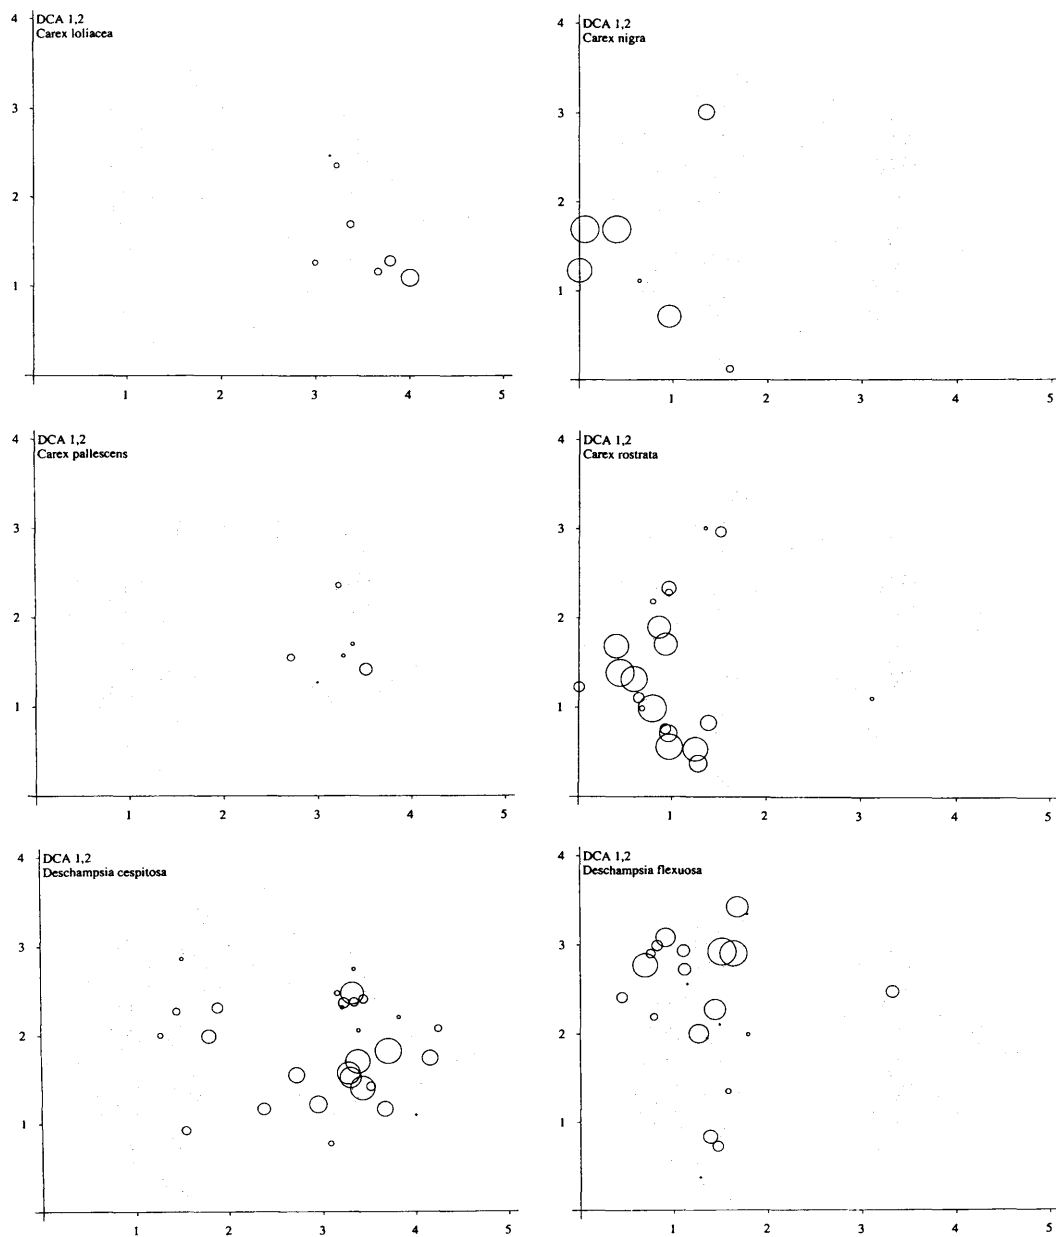 DCA 1,2
Carex loliacea
4
3
2
1
1 2 3 4 5
DCA 1,2
Carex nigra
4
3
2
1
1 2 3 4 5
DCA 1,2
Carex pallescens
4
3
2
1
1 2 3 4 5
DCA 1,2
Carex rostrata
4
3
2
1
1 2 3 4 5
DCA 1,2
Deschampsia cespitosa
4
3
2
1
1 2 3 4 5
DCA 1,2
Deschampsia flexuosa
4
3
2
1
1 2 3 4 5